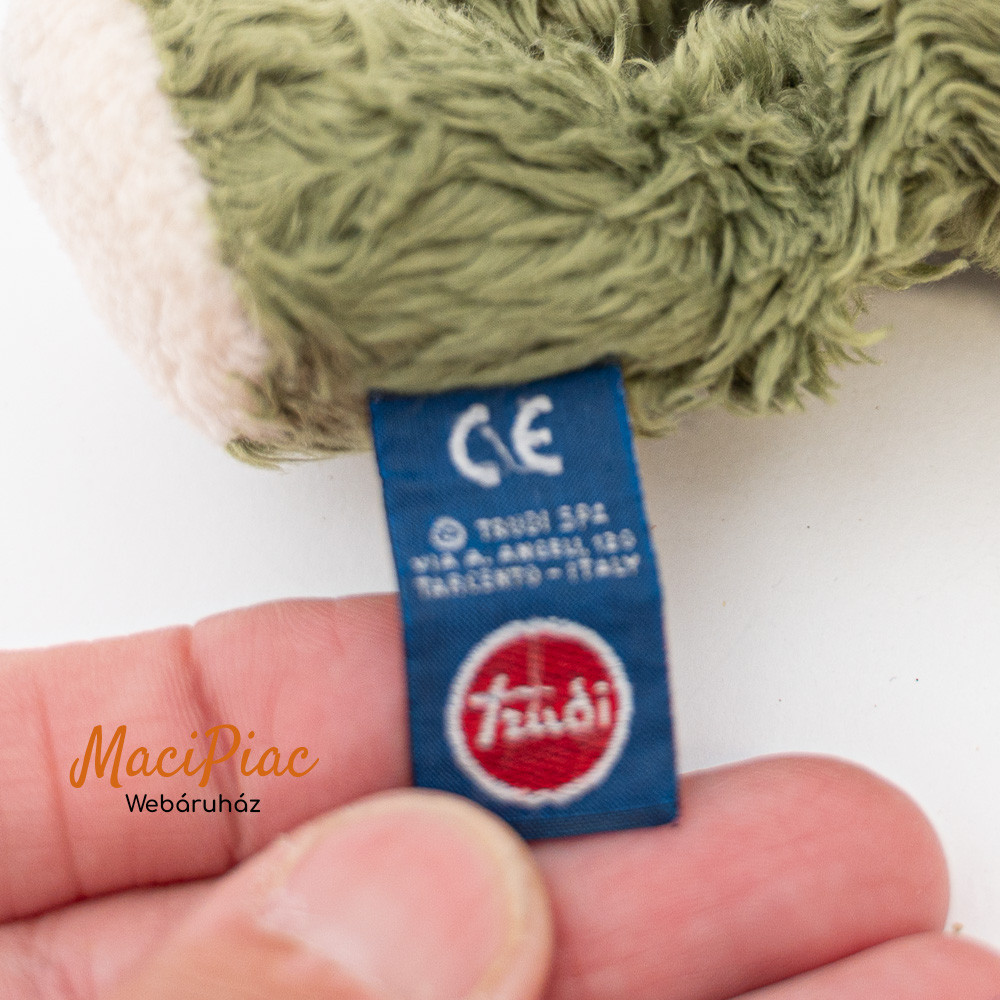 CE
© TRUDI SPA
VIA A. ANGELI, 120
TARCENTO - ITALY
trudi
MaciPiac
Webáruház